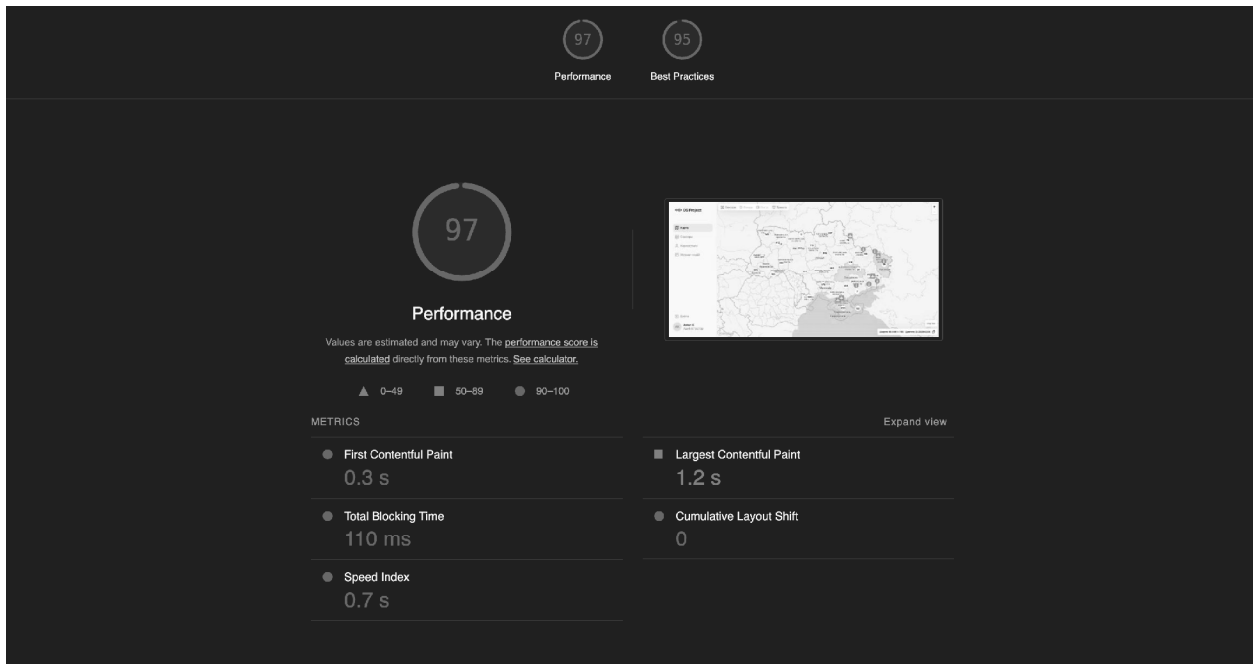 97
95
Performance
Best Practices
97
Performance
Values are estimated and may vary. The performance score is
calculated directly from these metrics. See calculator.
0–49
50–89
90–100
METRICS
Expand view
First Contentful Paint
0.3 s
Largest Contentful Paint
1.2 s
Total Blocking Time
110 ms
Cumulative Layout Shift
0
Speed Index
0.7 s